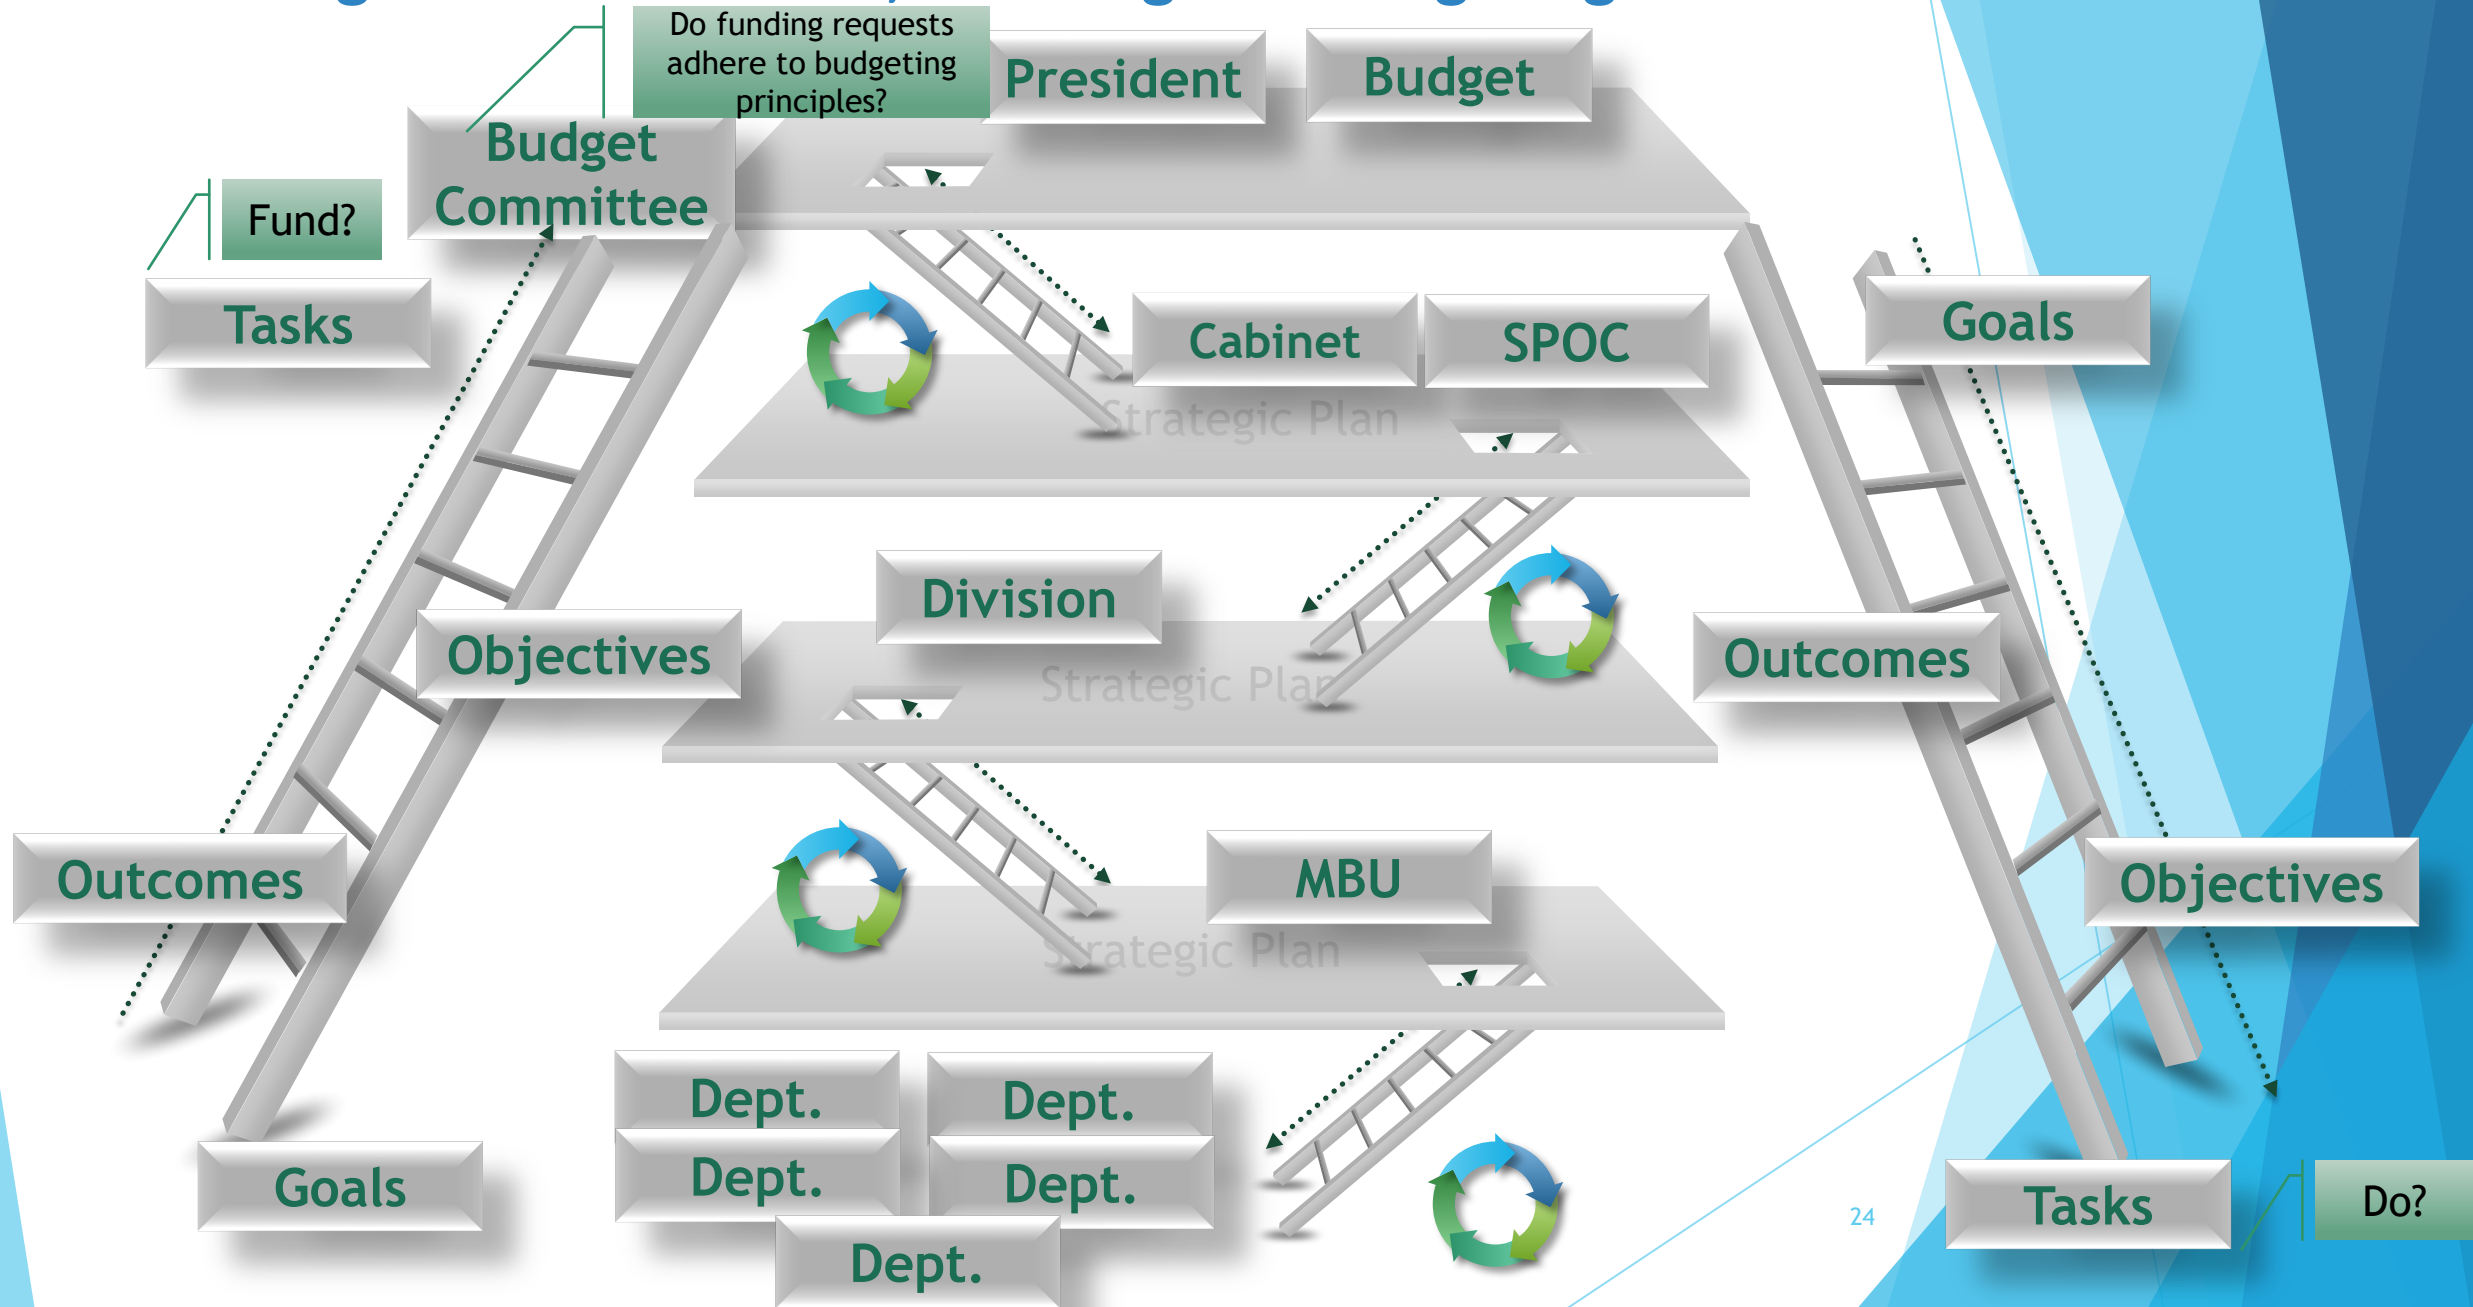 Do funding requests
adhere to budgeting
principles?
President
Budget
Budget
Committee
Fund?
Tasks
Goals
Cabinet
SPOC
Strategic Plan
Division
Objectives
Outcomes
Strategic Plan
Outcomes
MBU
Objectives
Strategic Plan
Dept.
Dept.
Dept.
Dept.
Dept.
Goals
24
Tasks
Do?